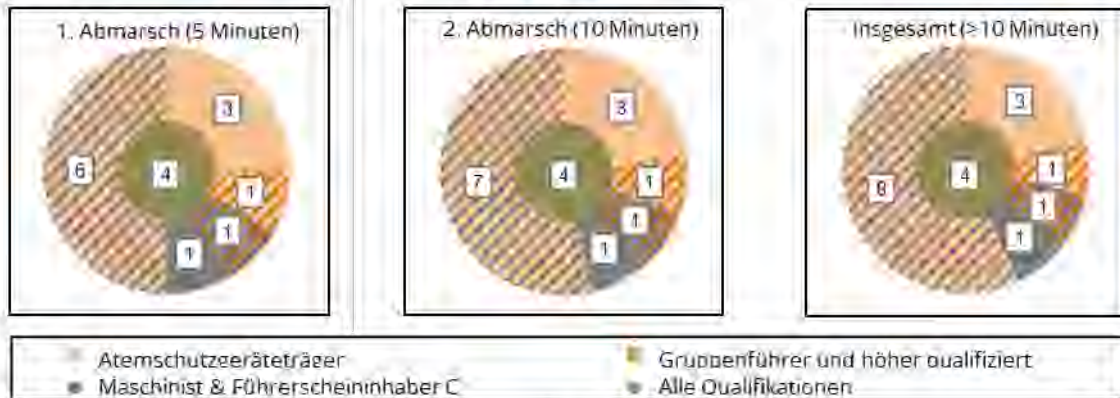 1. Abmarsch (5 Minuten)
3
6
4
1
1
1
2. Abmarsch (10 Minuten)
3
7
4
1
1
1
Insgesamt (>10 Minuten)
3
4
1
1
1
Atemschutzgeräteträger
Gruppenführer und höher qualifiziert
Maschinist & Führerscheininhaber C
Alle Qualifikationen